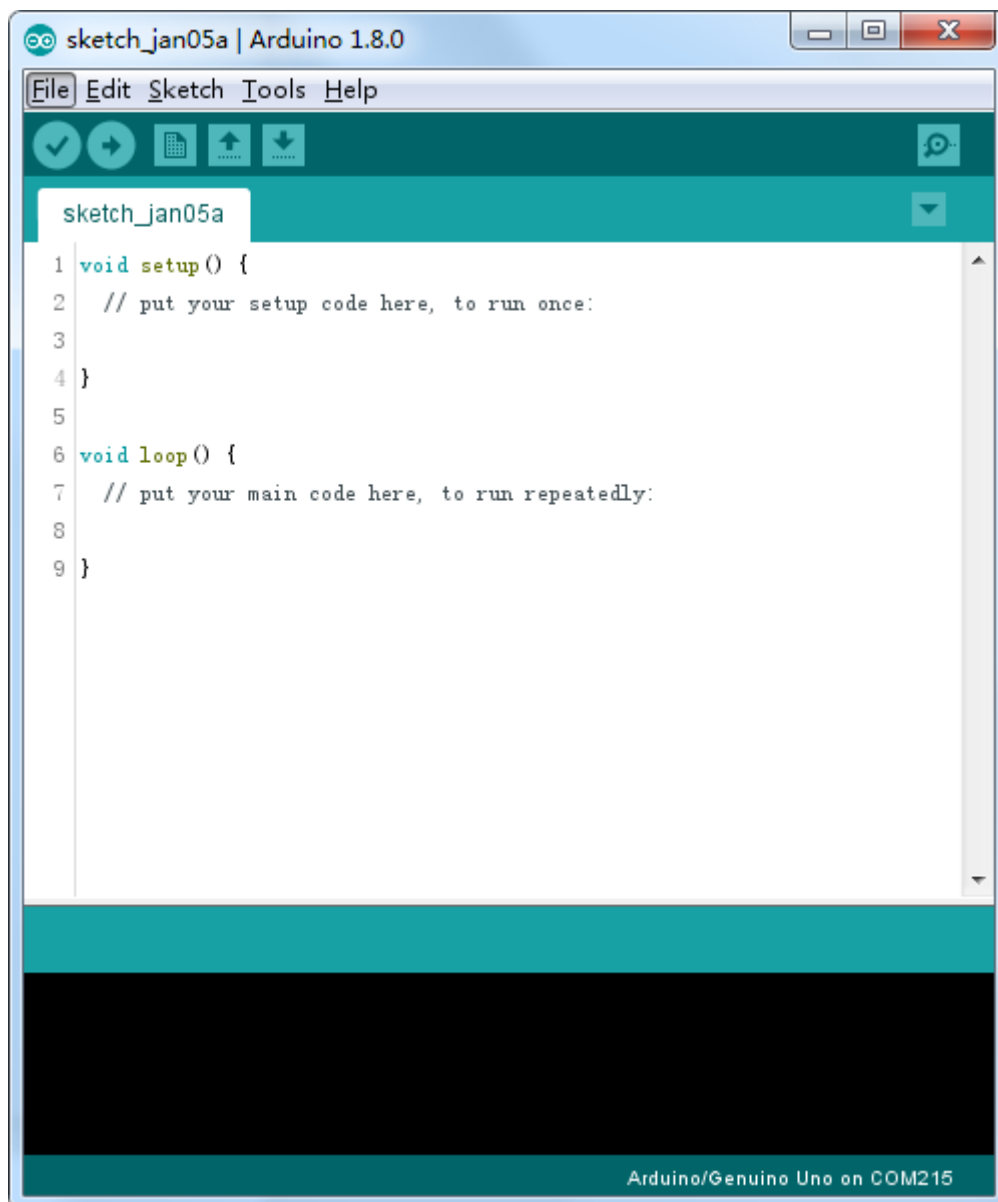 sketch_jan05a | Arduino 1.8.0
File Edit Sketch Tools Help
sketch_jan05a
1 void setup() {
2 // put your setup code here, to run once:
3
4 }
5
6 void loop() {
7 // put your main code here, to run repeatedly:
8
9 }
Arduino/Genuino Uno on COM215